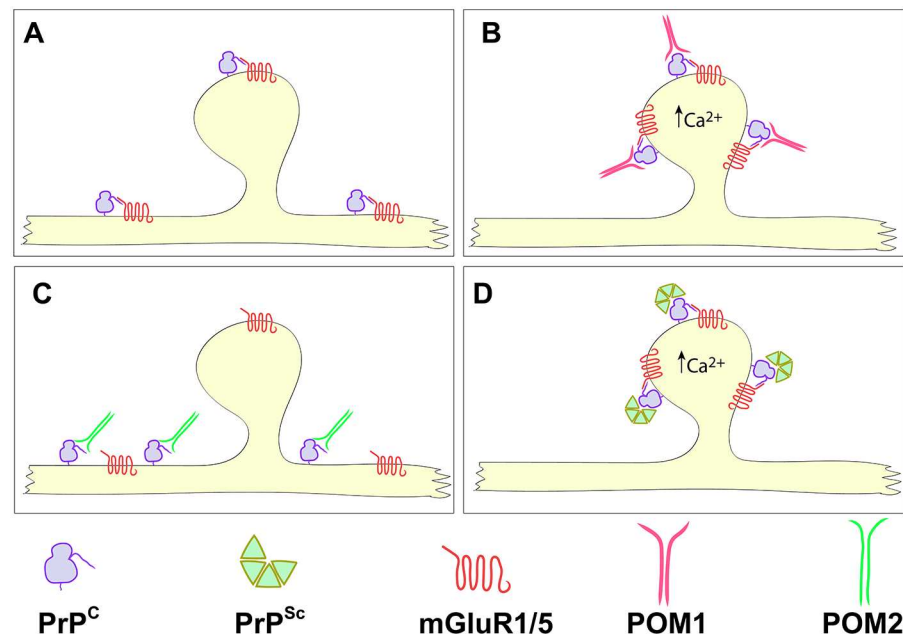 A
B
↑Ca²⁺
C
D
↑Ca²⁺
PrPᶜ
PrPˢᶜ
mGluR1/5
POM1
POM2